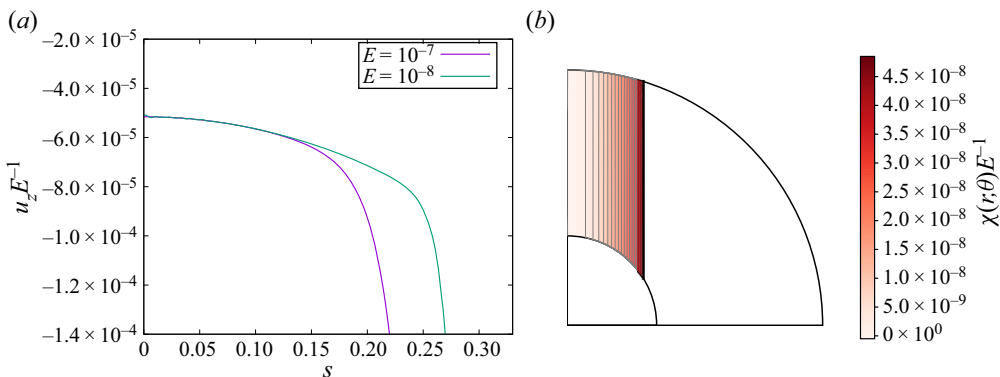 (a)
−2.0 × 10⁻⁵
−4.0 × 10⁻⁵
−6.0 × 10⁻⁵
−8.0 × 10⁻⁵
−1.0 × 10⁻⁴
−1.2 × 10⁻⁴
−1.4 × 10⁻⁴
u_z E⁻¹
E = 10⁻⁷
E = 10⁻⁸
0 0.05 0.10 0.15 0.20 0.25 0.30
s
(b)
4.5 × 10⁻⁸
4.0 × 10⁻⁸
3.5 × 10⁻⁸
3.0 × 10⁻⁸
2.5 × 10⁻⁸
2.0 × 10⁻⁸
1.5 × 10⁻⁸
1.0 × 10⁻⁸
5.0 × 10⁻⁹
0 × 10⁰
χ(r,θ)E⁻¹